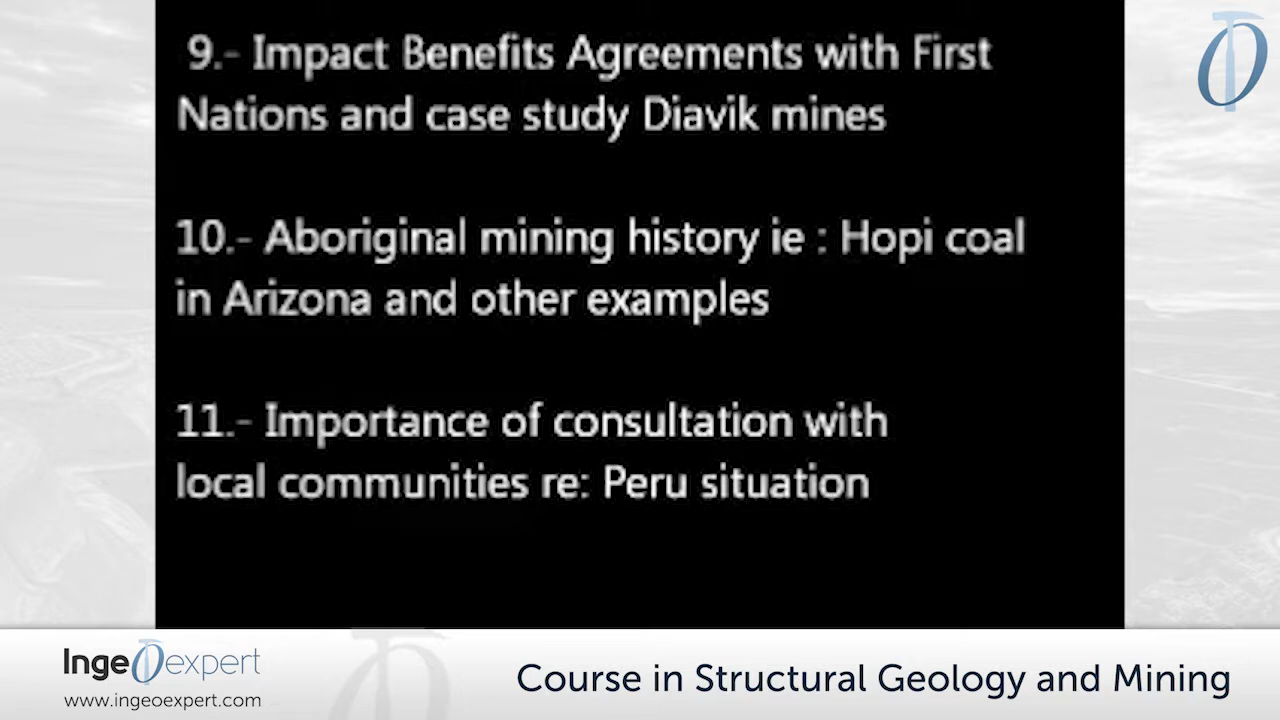 9.- Impact Benefits Agreements with First
Nations and case study Diavik mines
10.- Aboriginal mining history ie : Hopi coal
in Arizona and other examples
11.- Importance of consultation with
local communities re: Peru situation
IngeOexpert
www.ingeoexpert.com
Course in Structural Geology and Mining